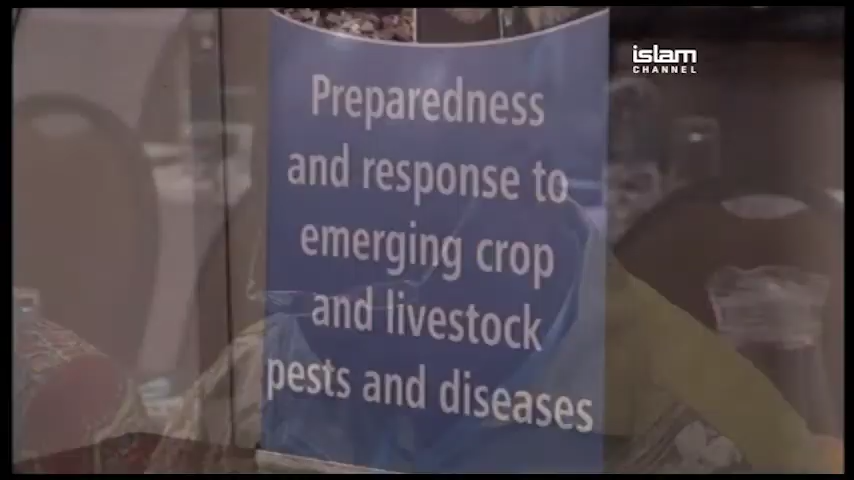 islam
CHANNEL
Preparedness
and response to
emerging crop
and livestock
pests and diseases